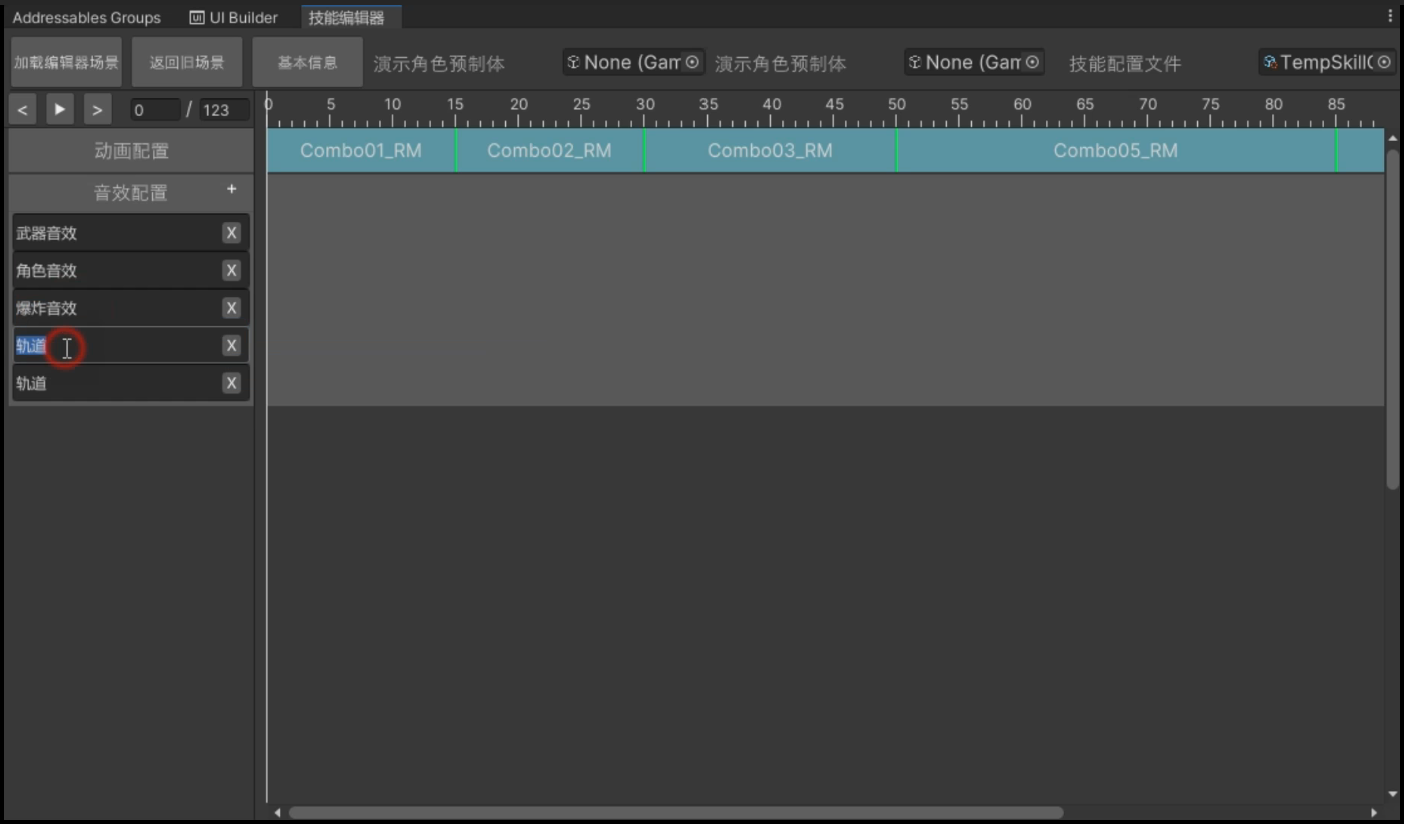 Addressables Groups UI Builder 技能编辑器
加载编辑器场景 返回旧场景 基本信息 演示角色预制体 None (Gam 演示角色预制体 None (Gam 技能配置文件 TempSkillC
< > 0 / 123 0 5 10 15 20 25 30 35 40 45 50 55 60 65 70 75 80 85
动画配置 Combo01_RM Combo02_RM Combo03_RM Combo05_RM
音效配置 +
武器音效 X
角色音效 X
爆炸音效 X
轨道 X
轨道 X